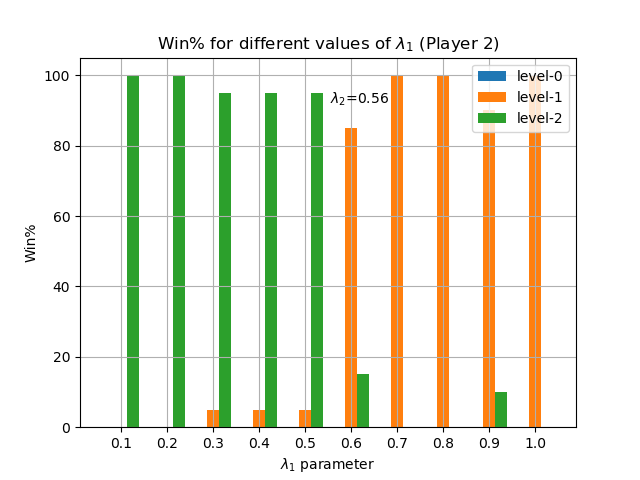 Win% for different values of λ₁ (Player 2)
100
80
60
40
20
0
Win%
λ₂=0.56
level-0
level-1
level-2
0.1 0.2 0.3 0.4 0.5 0.6 0.7 0.8 0.9 1.0
λ₁ parameter